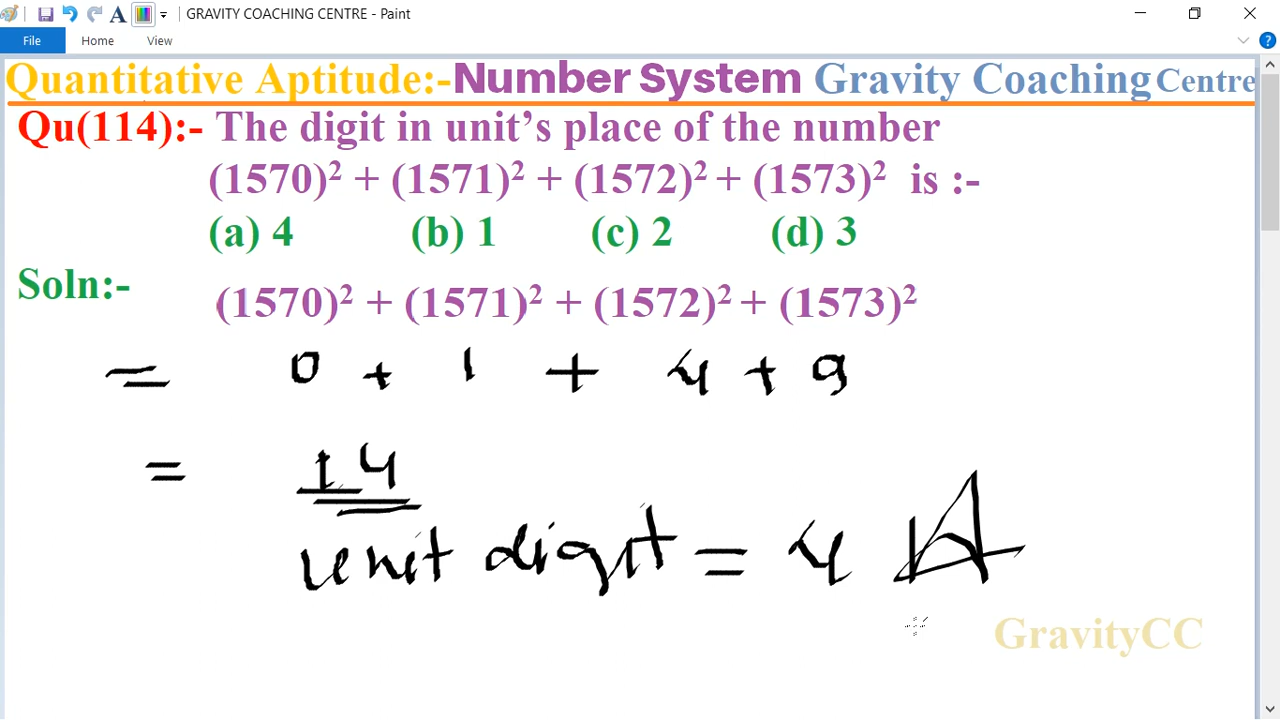 GRAVITY COACHING CENTRE - Paint
File Home View
Quantitative Aptitude:-Number System Gravity Coaching Centre
Qu(114):- The digit in unit’s place of the number
(1570)² + (1571)² + (1572)² + (1573)² is :-
(a) 4 (b) 1 (c) 2 (d) 3
Soln:-
(1570)² + (1571)² + (1572)² + (1573)²
= 0 + 1 + 4 + 9
= 14
unit digit = 4 A
GravityCC